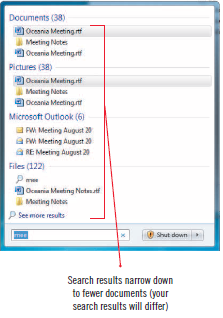 Documents (38)
Oceania Meeting.rtf
Meeting Notes
Oceania Meeting.rtf
Pictures (38)
Oceania Meeting.rtf
Meeting Notes
Oceania Meeting.rtf
Microsoft Outlook (6)
FW: Meeting August 20
FW: Meeting August 20
RE: Meeting August 20
Files (122)
mee
Oceania Meeting Notes.rtf
Meeting Notes
See more results
mee
Shut down
Search results narrow down
to fewer documents (your
search results will differ)